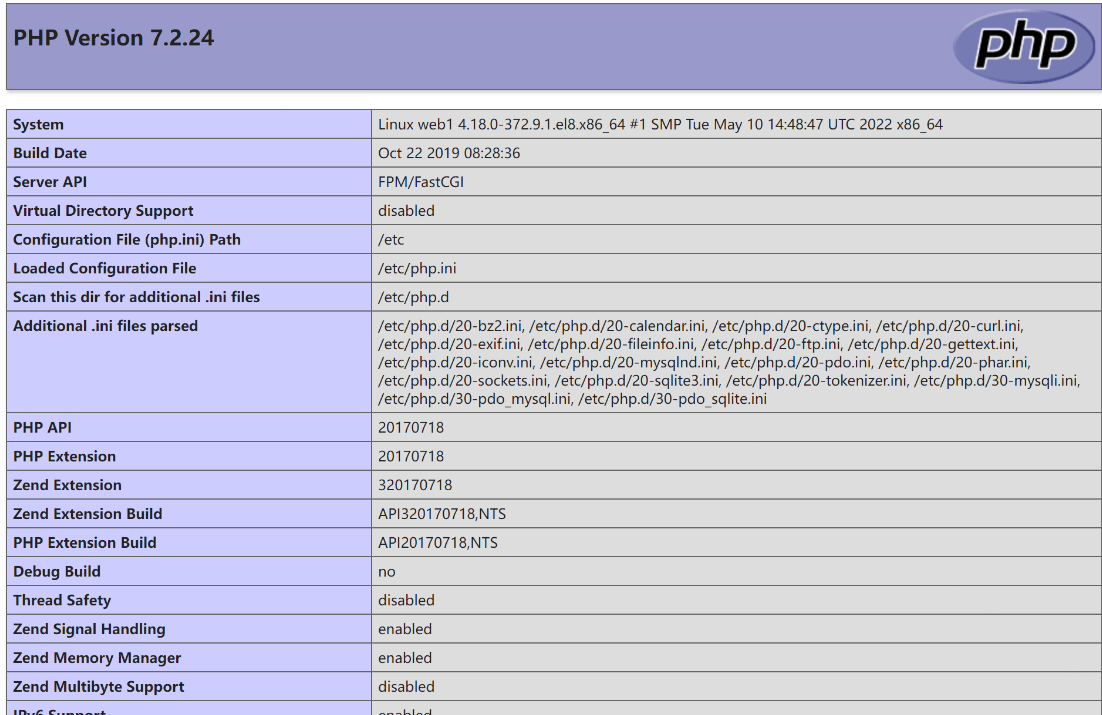 PHP Version 7.2.24
php
System Linux web1 4.18.0-372.9.1.el8.x86_64 #1 SMP Tue May 10 14:48:47 UTC 2022 x86_64
Build Date Oct 22 2019 08:28:36
Server API FPM/FastCGI
Virtual Directory Support disabled
Configuration File (php.ini) Path /etc
Loaded Configuration File /etc/php.ini
Scan this dir for additional .ini files /etc/php.d
Additional .ini files parsed /etc/php.d/20-bz2.ini, /etc/php.d/20-calendar.ini, /etc/php.d/20-ctype.ini, /etc/php.d/20-curl.ini,
/etc/php.d/20-exif.ini, /etc/php.d/20-fileinfo.ini, /etc/php.d/20-ftp.ini, /etc/php.d/20-gettext.ini,
/etc/php.d/20-iconv.ini, /etc/php.d/20-mysqlnd.ini, /etc/php.d/20-pdo.ini, /etc/php.d/20-phar.ini,
/etc/php.d/20-sockets.ini, /etc/php.d/20-sqlite3.ini, /etc/php.d/20-tokenizer.ini, /etc/php.d/30-mysqli.ini,
/etc/php.d/30-pdo_mysql.ini, /etc/php.d/30-pdo_sqlite.ini
PHP API 20170718
PHP Extension 20170718
Zend Extension 320170718
Zend Extension Build API320170718,NTS
PHP Extension Build API20170718,NTS
Debug Build no
Thread Safety disabled
Zend Signal Handling enabled
Zend Memory Manager enabled
Zend Multibyte Support disabled
IPv6 Support enabled